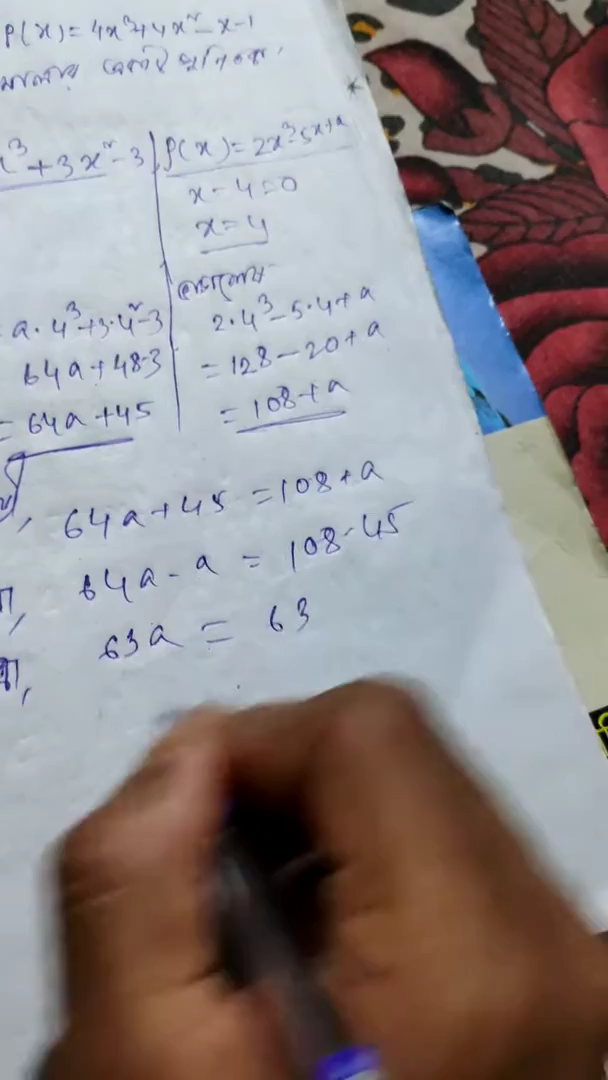 P(x) = 4x³+4x² - x - 1
x³ + 3x² - 3
P(x) = 2x³-5x+a
x - 4 = 0
x = 4
a·4³+3·4²-3
64a+48-3
= 64a+45
2·4³-5·4+a
= 128-20+a
= 108+a
64a+45 = 108+a
64a-a = 108-45
63a = 63